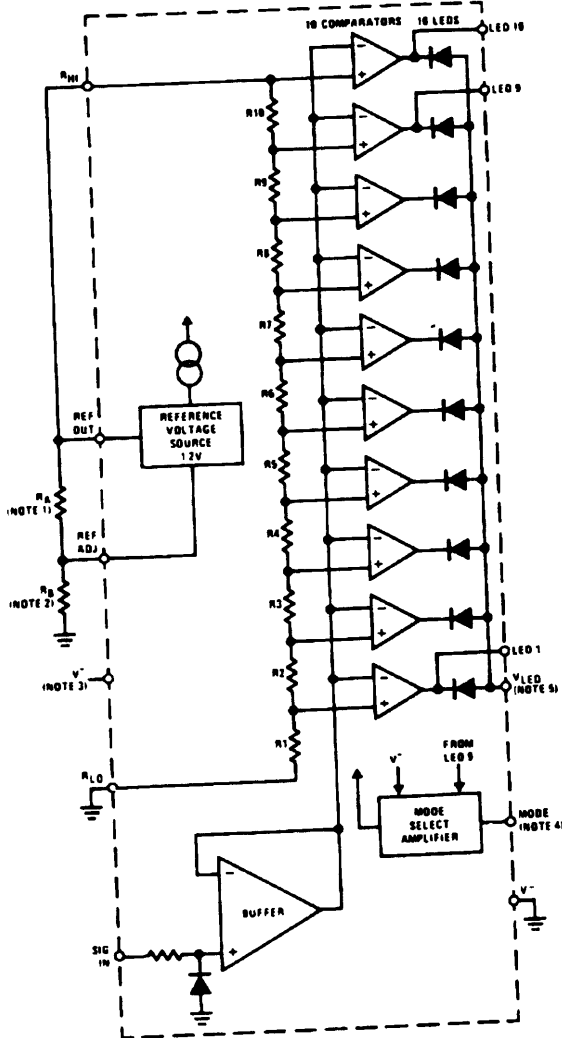 10 COMPARATORS 10 LEDS
LED 10
RHI
LED 9
R10
R9
R8
R7
R6
R5
R4
R3
R2
R1
REF
OUT
REFERENCE
VOLTAGE
SOURCE
1.2V
RA
(NOTE 1)
REF
ADJ
RB
(NOTE 2)
V-
(NOTE 3)
LED 1
VLED
(NOTE 5)
RLO
V-
FROM
LED 9
MODE
SELECT
AMPLIFIER
MODE
(NOTE 4)
BUFFER
V-
SIG
IN